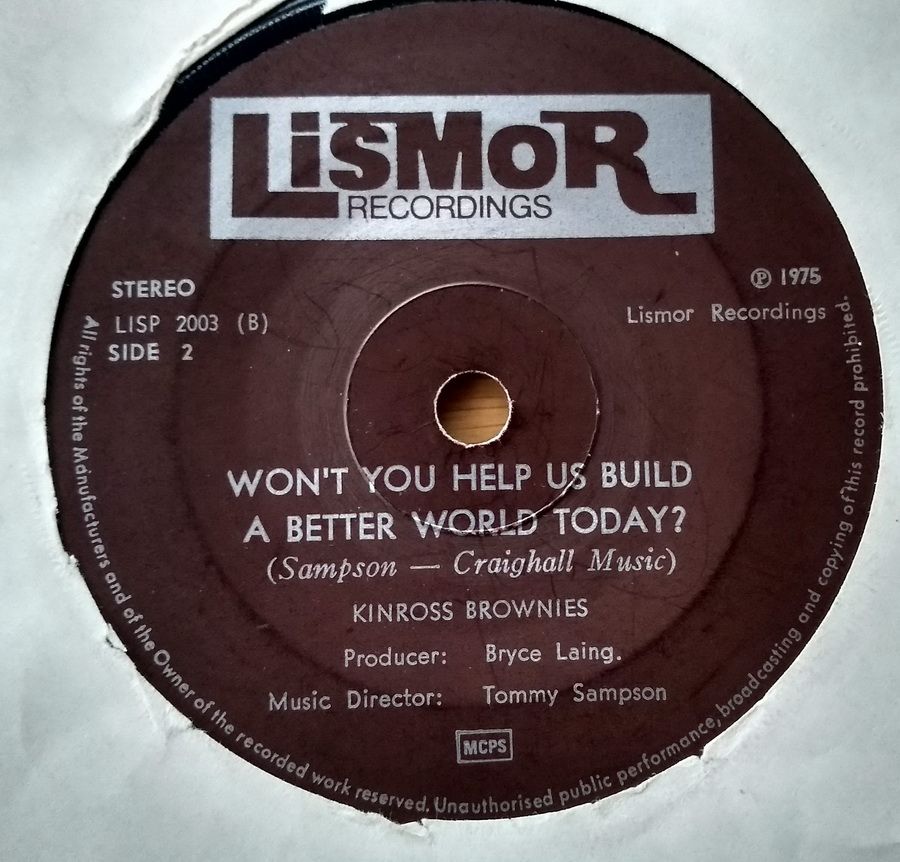 LISMOR
RECORDINGS
STEREO
LISP 2003 (B)
SIDE 2
℗ 1975
Lismor Recordings
WON'T YOU HELP US BUILD
A BETTER WORLD TODAY?
(Sampson — Craighall Music)
KINROSS BROWNIES
Producer: Bryce Laing.
Music Director: Tommy Sampson
MCPS
All rights of the Manufacturers and of the Owner of the recorded work reserved. Unauthorised public performance, broadcasting and copying of this record prohibited.